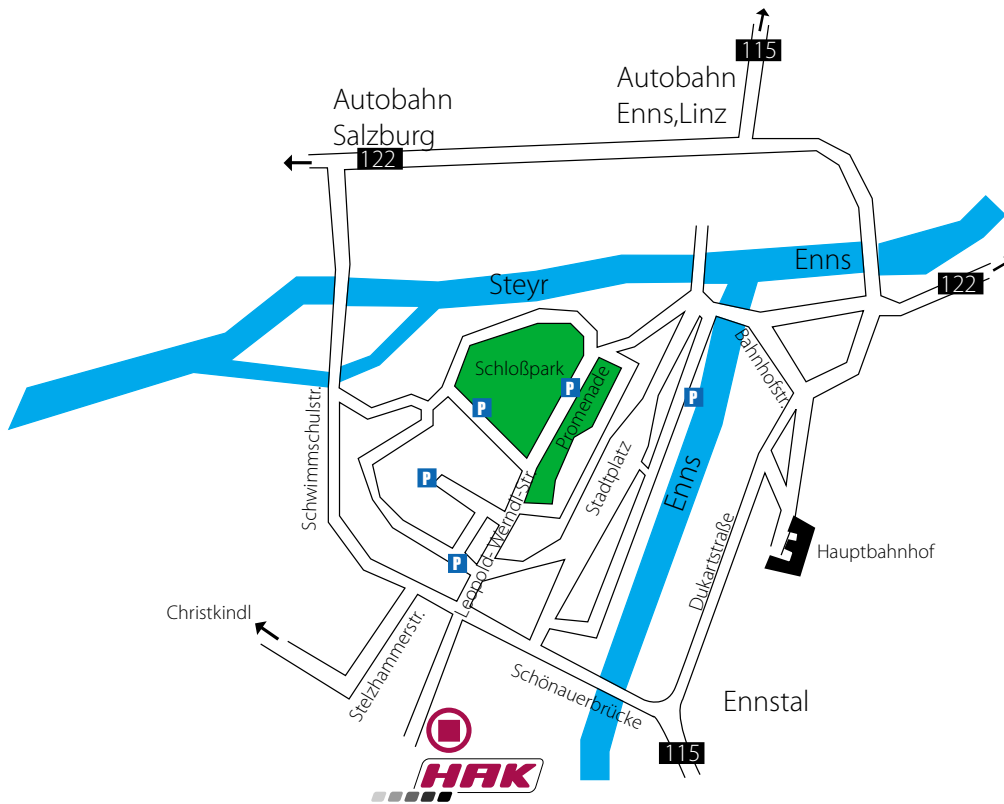 115
Autobahn
Enns,Linz
Autobahn
Salzburg
122
Enns
122
Steyr
Bahnhofstr.
Schloßpark
P
P
P
Promenade
Schwimmschulstr.
Stadtplatz
P
Leopold-Werndl-Str.
Enns
Dukartstraße
Hauptbahnhof
P
Christkindl
Stelzhammerstr.
Schönauerbrücke
Ennstal
115
HAK